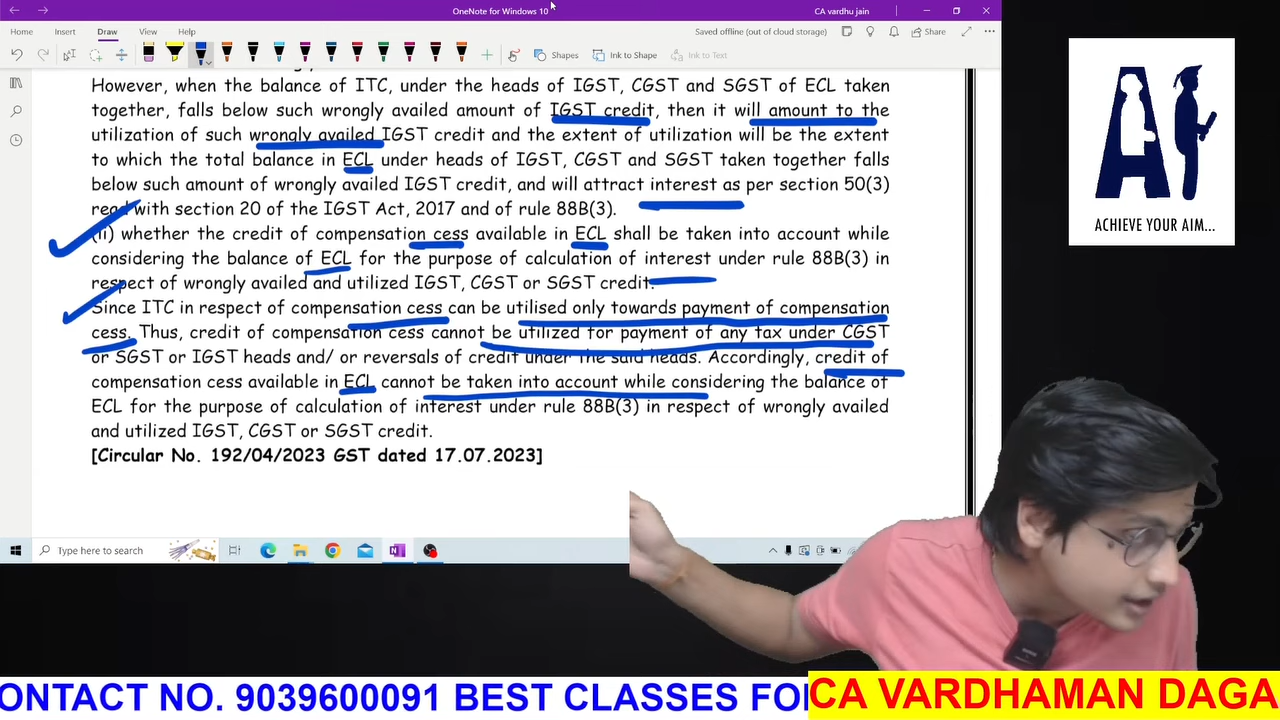 OneNote for Windows 10
CA vardhu jain
Home Insert Draw View Help
Saved offline (out of cloud storage)
Share
Shapes
Ink to Shape
Ink to Text
However, when the balance of ITC, under the heads of IGST, CGST and SGST of ECL taken
together, falls below such wrongly availed amount of IGST credit, then it will amount to the
utilization of such wrongly availed IGST credit and the extent of utilization will be the extent
to which the total balance in ECL under heads of IGST, CGST and SGST taken together falls
below such amount of wrongly availed IGST credit, and will attract interest as per section 50(3)
read with section 20 of the IGST Act, 2017 and of rule 88B(3).
(ii) whether the credit of compensation cess available in ECL shall be taken into account while
considering the balance of ECL for the purpose of calculation of interest under rule 88B(3) in
respect of wrongly availed and utilized IGST, CGST or SGST credit.
Since ITC in respect of compensation cess can be utilised only towards payment of compensation
cess. Thus, credit of compensation cess cannot be utilized for payment of any tax under CGST
or SGST or IGST heads and/ or reversals of credit under the said heads. Accordingly, credit of
compensation cess available in ECL cannot be taken into account while considering the balance of
ECL for the purpose of calculation of interest under rule 88B(3) in respect of wrongly availed
and utilized IGST, CGST or SGST credit.
[Circular No. 192/04/2023 GST dated 17.07.2023]
Type here to search
A
ACHIEVE YOUR AIM...
ONTACT NO. 9039600091 BEST CLASSES FO
CA VARDHAMAN DAGA